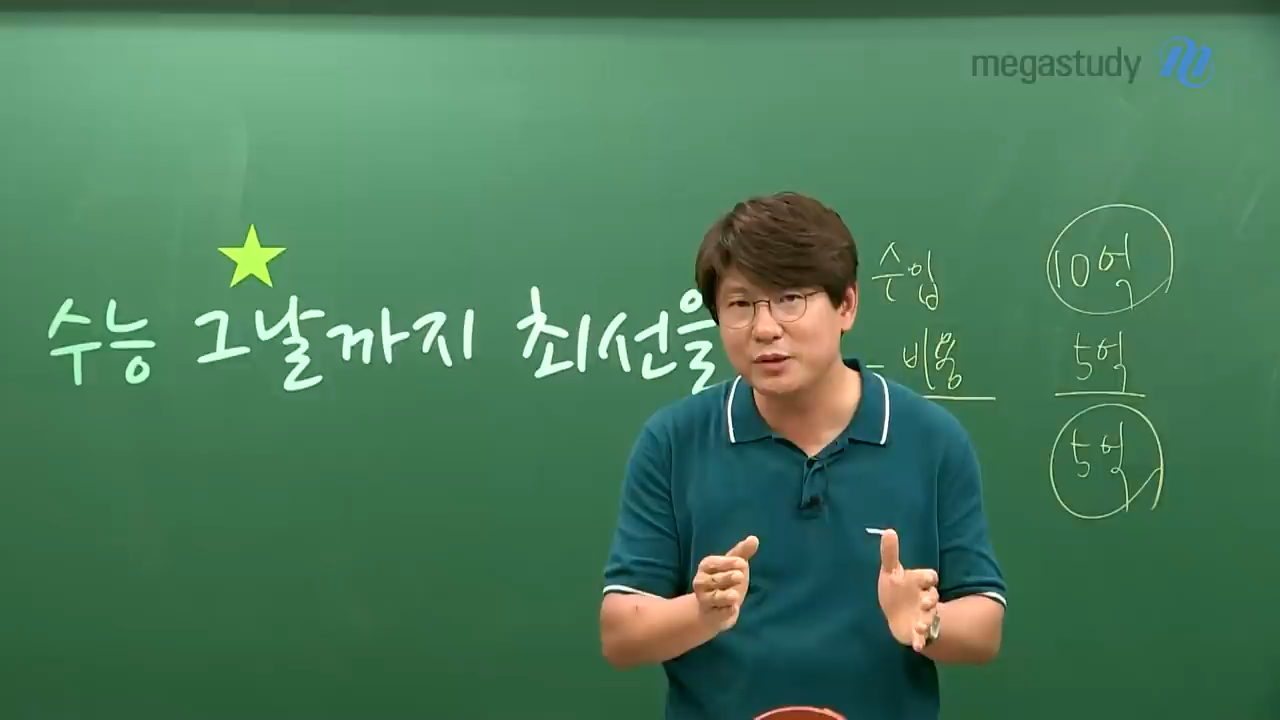 megastudy
수능 그날까지 최선을
수입 10억
- 비용 5억
5억